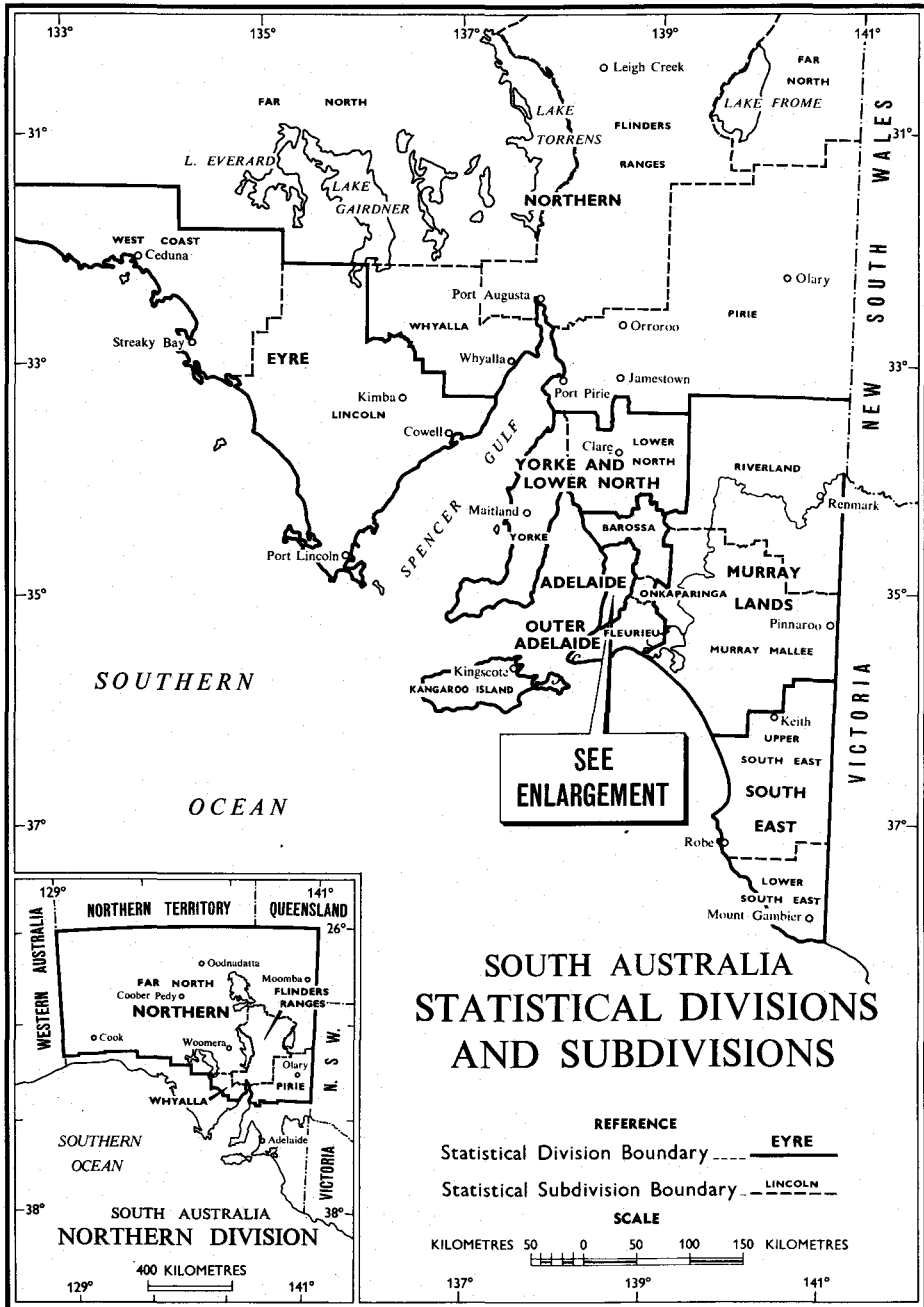 133°
135°
137°
139°
141°
FAR NORTH
Leigh Creek
FAR
NORTH
LAKE FROME
LAKE
TORRENS
FLINDERS
RANGES
31°
31°
L. EVERARD
LAKE
GAIRDNER
NORTHERN
NEW SOUTH WALES
WEST COAST
Ceduna
Port Augusta
Olary
WHYALLA
Orroroo
PIRIE
Streaky Bay
EYRE
Whyalla
33°
33°
Port Pirie
Jamestown
Kimba
LINCOLN
Cowell
SPENCER GULF
Clare
LOWER
NORTH
YORKE AND
LOWER NORTH
RIVERLAND
Renmark
Maitland
YORKE
BAROSSA
Port Lincoln
ADELAIDE
MURRAY
LANDS
35°
35°
ONKAPARINGA
OUTER
ADELAIDE
FLEURIEU
Pinnaroo
MURRAY MALLEE
SOUTHERN
OCEAN
Kingscote
KANGAROO ISLAND
VICTORIA
Keith
UPPER
SOUTH EAST
SEE
ENLARGEMENT
SOUTH
EAST
37°
37°
Robe
LOWER
SOUTH EAST
Mount Gambier
129°
141°
NORTHERN TERRITORY
QUEENSLAND
26°
WESTERN AUSTRALIA
Oodnadatta
FAR NORTH
Moomba
Coober Pedy
FLINDERS
RANGES
NORTHERN
Cook
Woomera
Olary
N. S. W.
PIRIE
WHYALLA
Adelaide
SOUTHERN
OCEAN
VICTORIA
38°
38°
SOUTH AUSTRALIA
NORTHERN DIVISION
400 KILOMETRES
129°
141°
SOUTH AUSTRALIA
STATISTICAL DIVISIONS
AND SUBDIVISIONS
REFERENCE
Statistical Division Boundary ---- EYRE
Statistical Subdivision Boundary -- LINCOLN
SCALE
KILOMETRES 50 0 50 100 150 KILOMETRES
137°
139°
141°